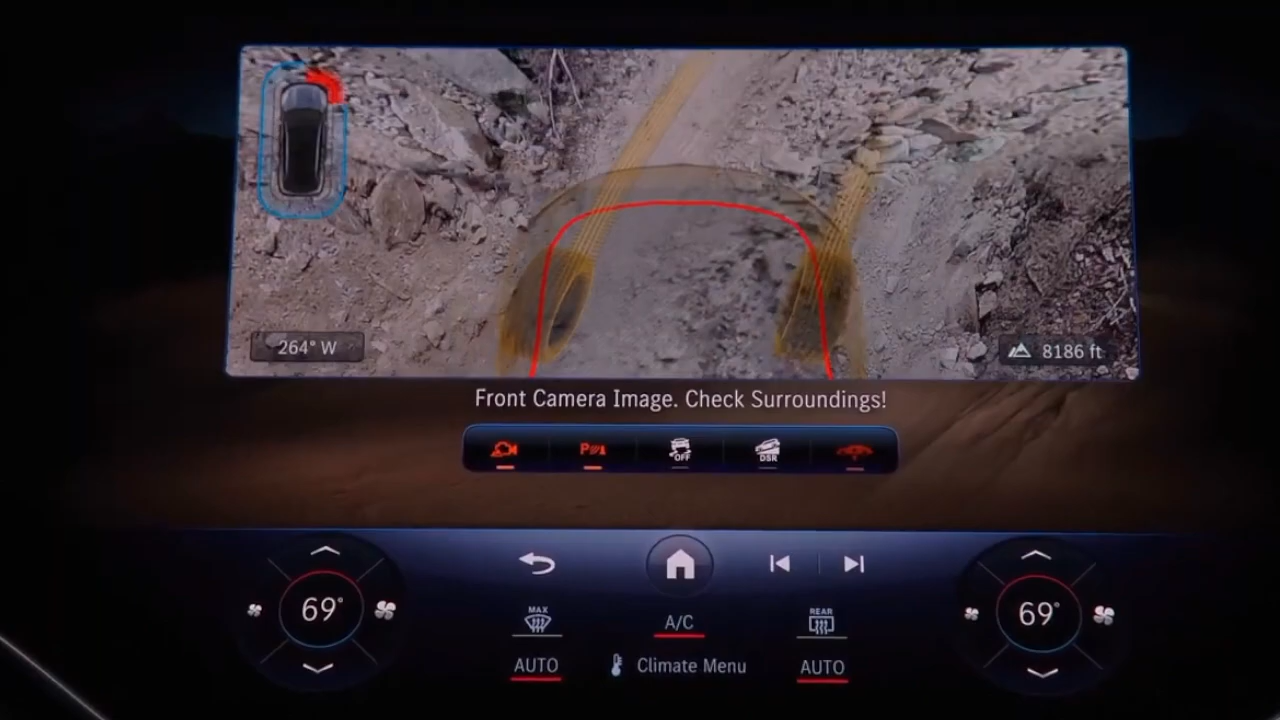 264° W
8186 ft
Front Camera Image. Check Surroundings!
P
OFF
DSR
69°
69°
MAX
A/C
REAR
AUTO
Climate Menu
AUTO